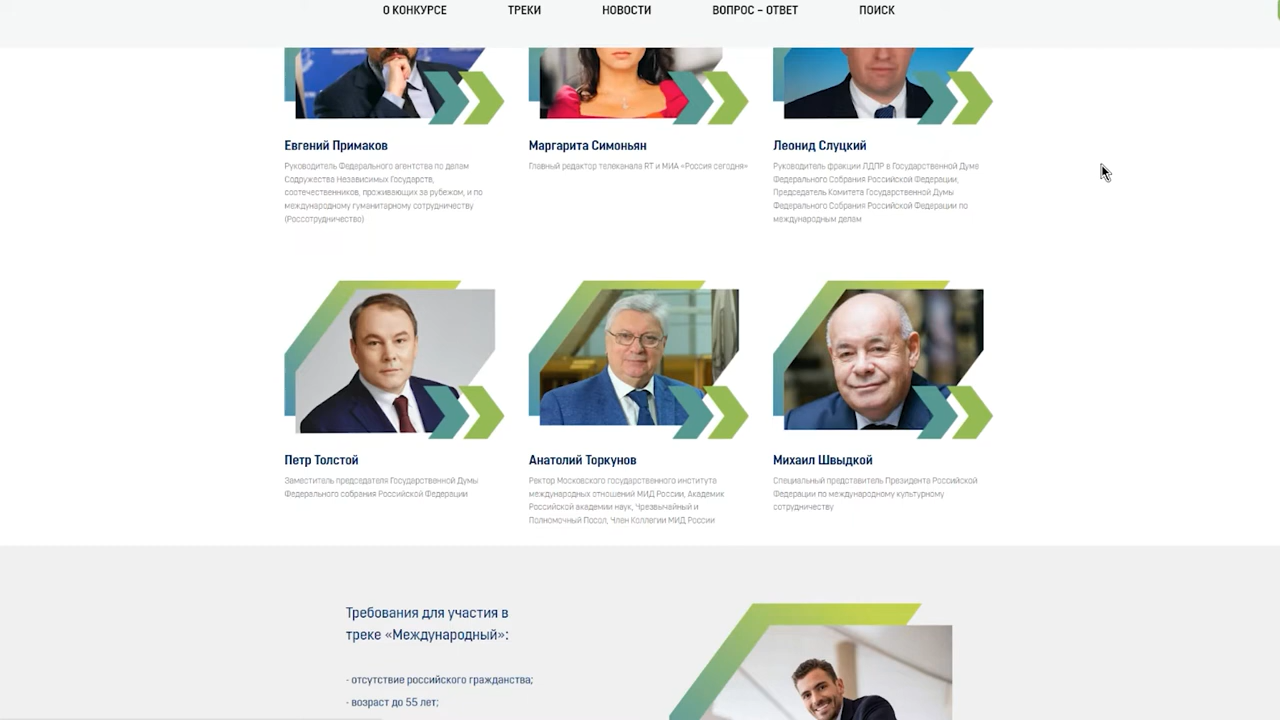 О КОНКУРСЕ
ТРЕКИ
НОВОСТИ
ВОПРОС – ОТВЕТ
ПОИСК
Евгений Примаков
Руководитель Федерального агентства по делам
Содружества Независимых Государств,
соотечественников, проживающих за рубежом, и по
международному гуманитарному сотрудничеству
(Россотрудничество)
Маргарита Симоньян
Главный редактор телеканала RT и МИА «Россия сегодня»
Леонид Слуцкий
Руководитель фракции ЛДПР в Государственной Думе
Федерального Собрания Российской Федерации,
Председатель Комитета Государственной Думы
Федерального Собрания Российской Федерации по
международным делам
Петр Толстой
Заместитель председателя Государственной Думы
Федерального собрания Российской Федерации
Анатолий Торкунов
Ректор Московского государственного института
международных отношений МИД России, Академик
Российской академии наук, Чрезвычайный и
Полномочный Посол, Член Коллегии МИД России
Михаил Швыдкой
Специальный представитель Президента Российской
Федерации по международному культурному
сотрудничеству
Требования для участия в
треке «Международный»:
- отсутствие российского гражданства;
- возраст до 55 лет;